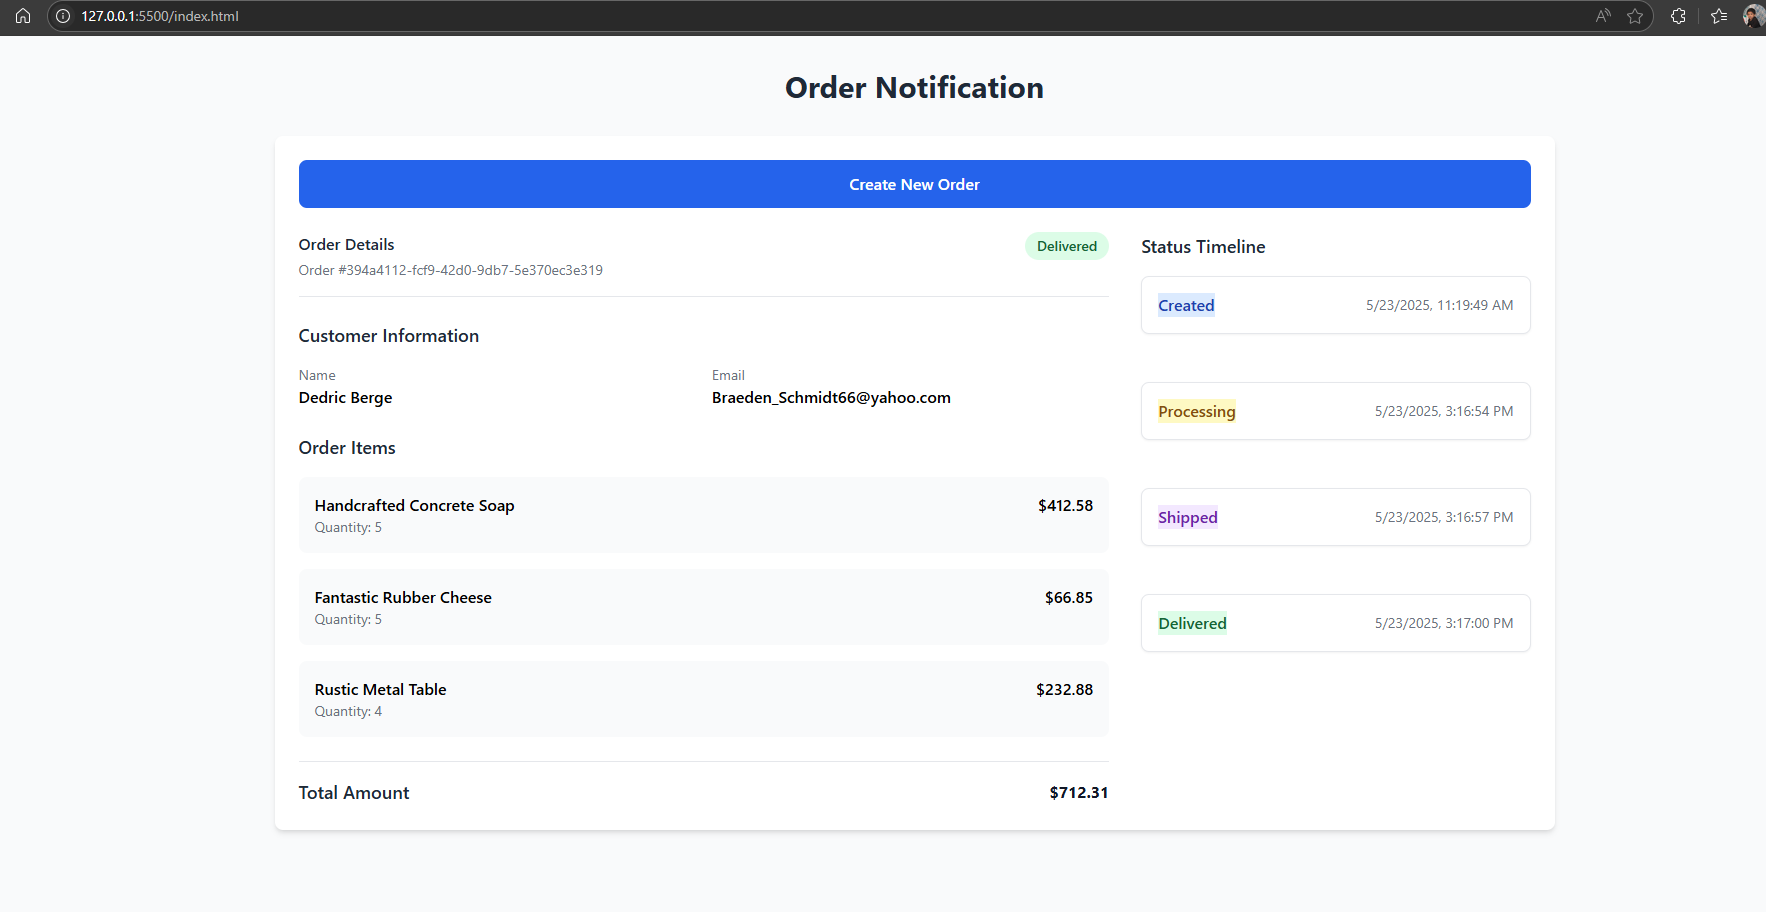 127.0.0.1:5500/index.html
Order Notification
Create New Order
Order Details
Delivered
Order #394a4112-fcf9-42d0-9db7-5e370ec3e319
Customer Information
Name
Email
Dedric Berge
Braeden_Schmidt66@yahoo.com
Order Items
Handcrafted Concrete Soap
$412.58
Quantity: 5
Fantastic Rubber Cheese
$66.85
Quantity: 5
Rustic Metal Table
$232.88
Quantity: 4
Total Amount
$712.31
Status Timeline
Created
5/23/2025, 11:19:49 AM
Processing
5/23/2025, 3:16:54 PM
Shipped
5/23/2025, 3:16:57 PM
Delivered
5/23/2025, 3:17:00 PM